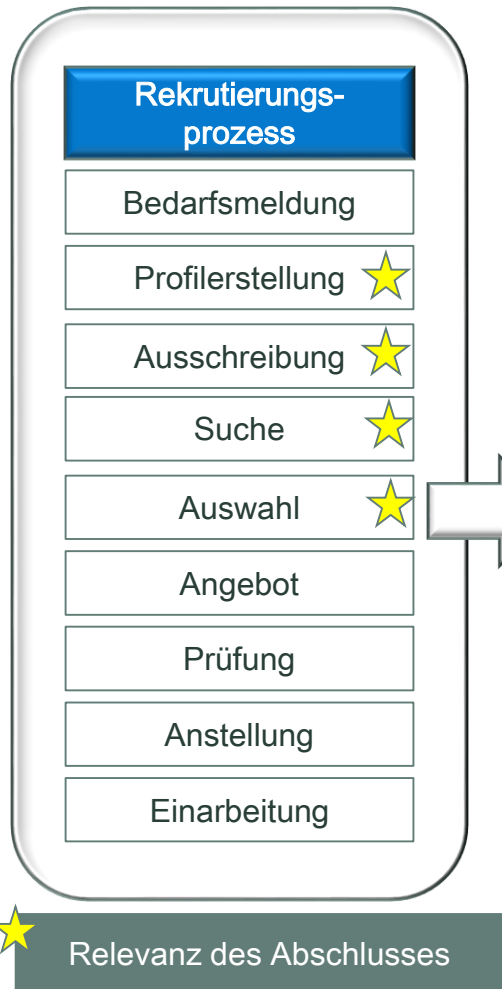 Rekrutierungs-
prozess
Bedarfsmeldung
Profilerstellung
Ausschreibung
Suche
Auswahl
Angebot
Prüfung
Anstellung
Einarbeitung
Relevanz des Abschlusses